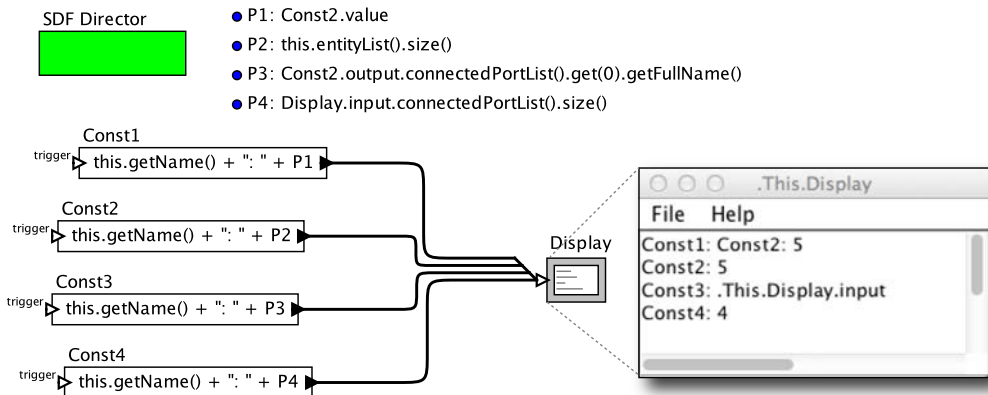 SDF Director
P1: Const2.value
P2: this.entityList().size()
P3: Const2.output.connectedPortList().get(0).getFullName()
P4: Display.input.connectedPortList().size()
Const1
trigger
this.getName() + ": " + P1
Const2
trigger
this.getName() + ": " + P2
Const3
trigger
this.getName() + ": " + P3
Const4
trigger
this.getName() + ": " + P4
Display
.This.Display
File Help
Const1: Const2: 5
Const2: 5
Const3: .This.Display.input
Const4: 4